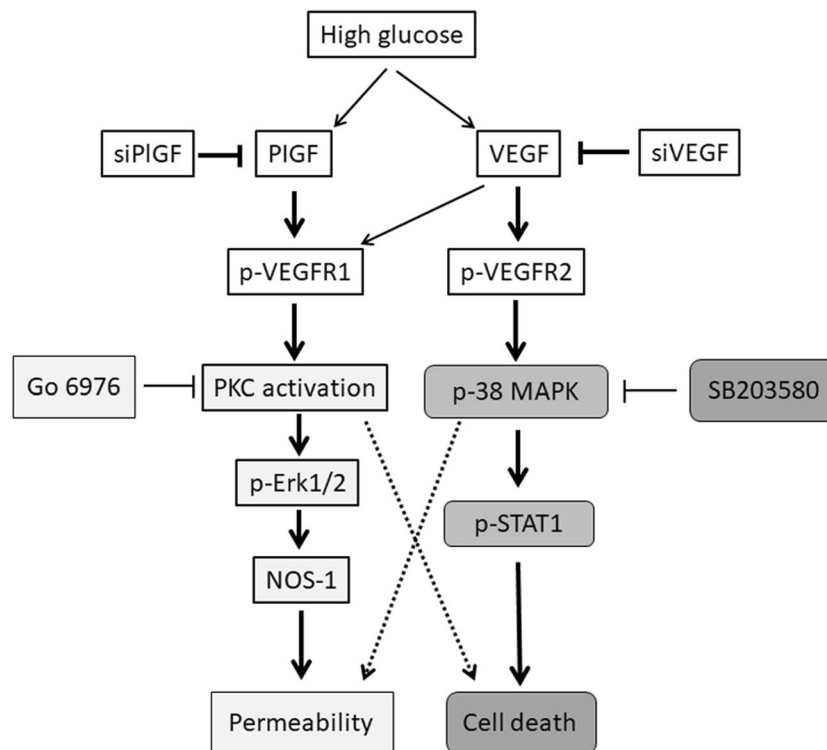 High glucose
siPlGF
PlGF
VEGF
siVEGF
p-VEGFR1
p-VEGFR2
Go 6976
PKC activation
p-38 MAPK
SB203580
p-Erk1/2
p-STAT1
NOS-1
Permeability
Cell death